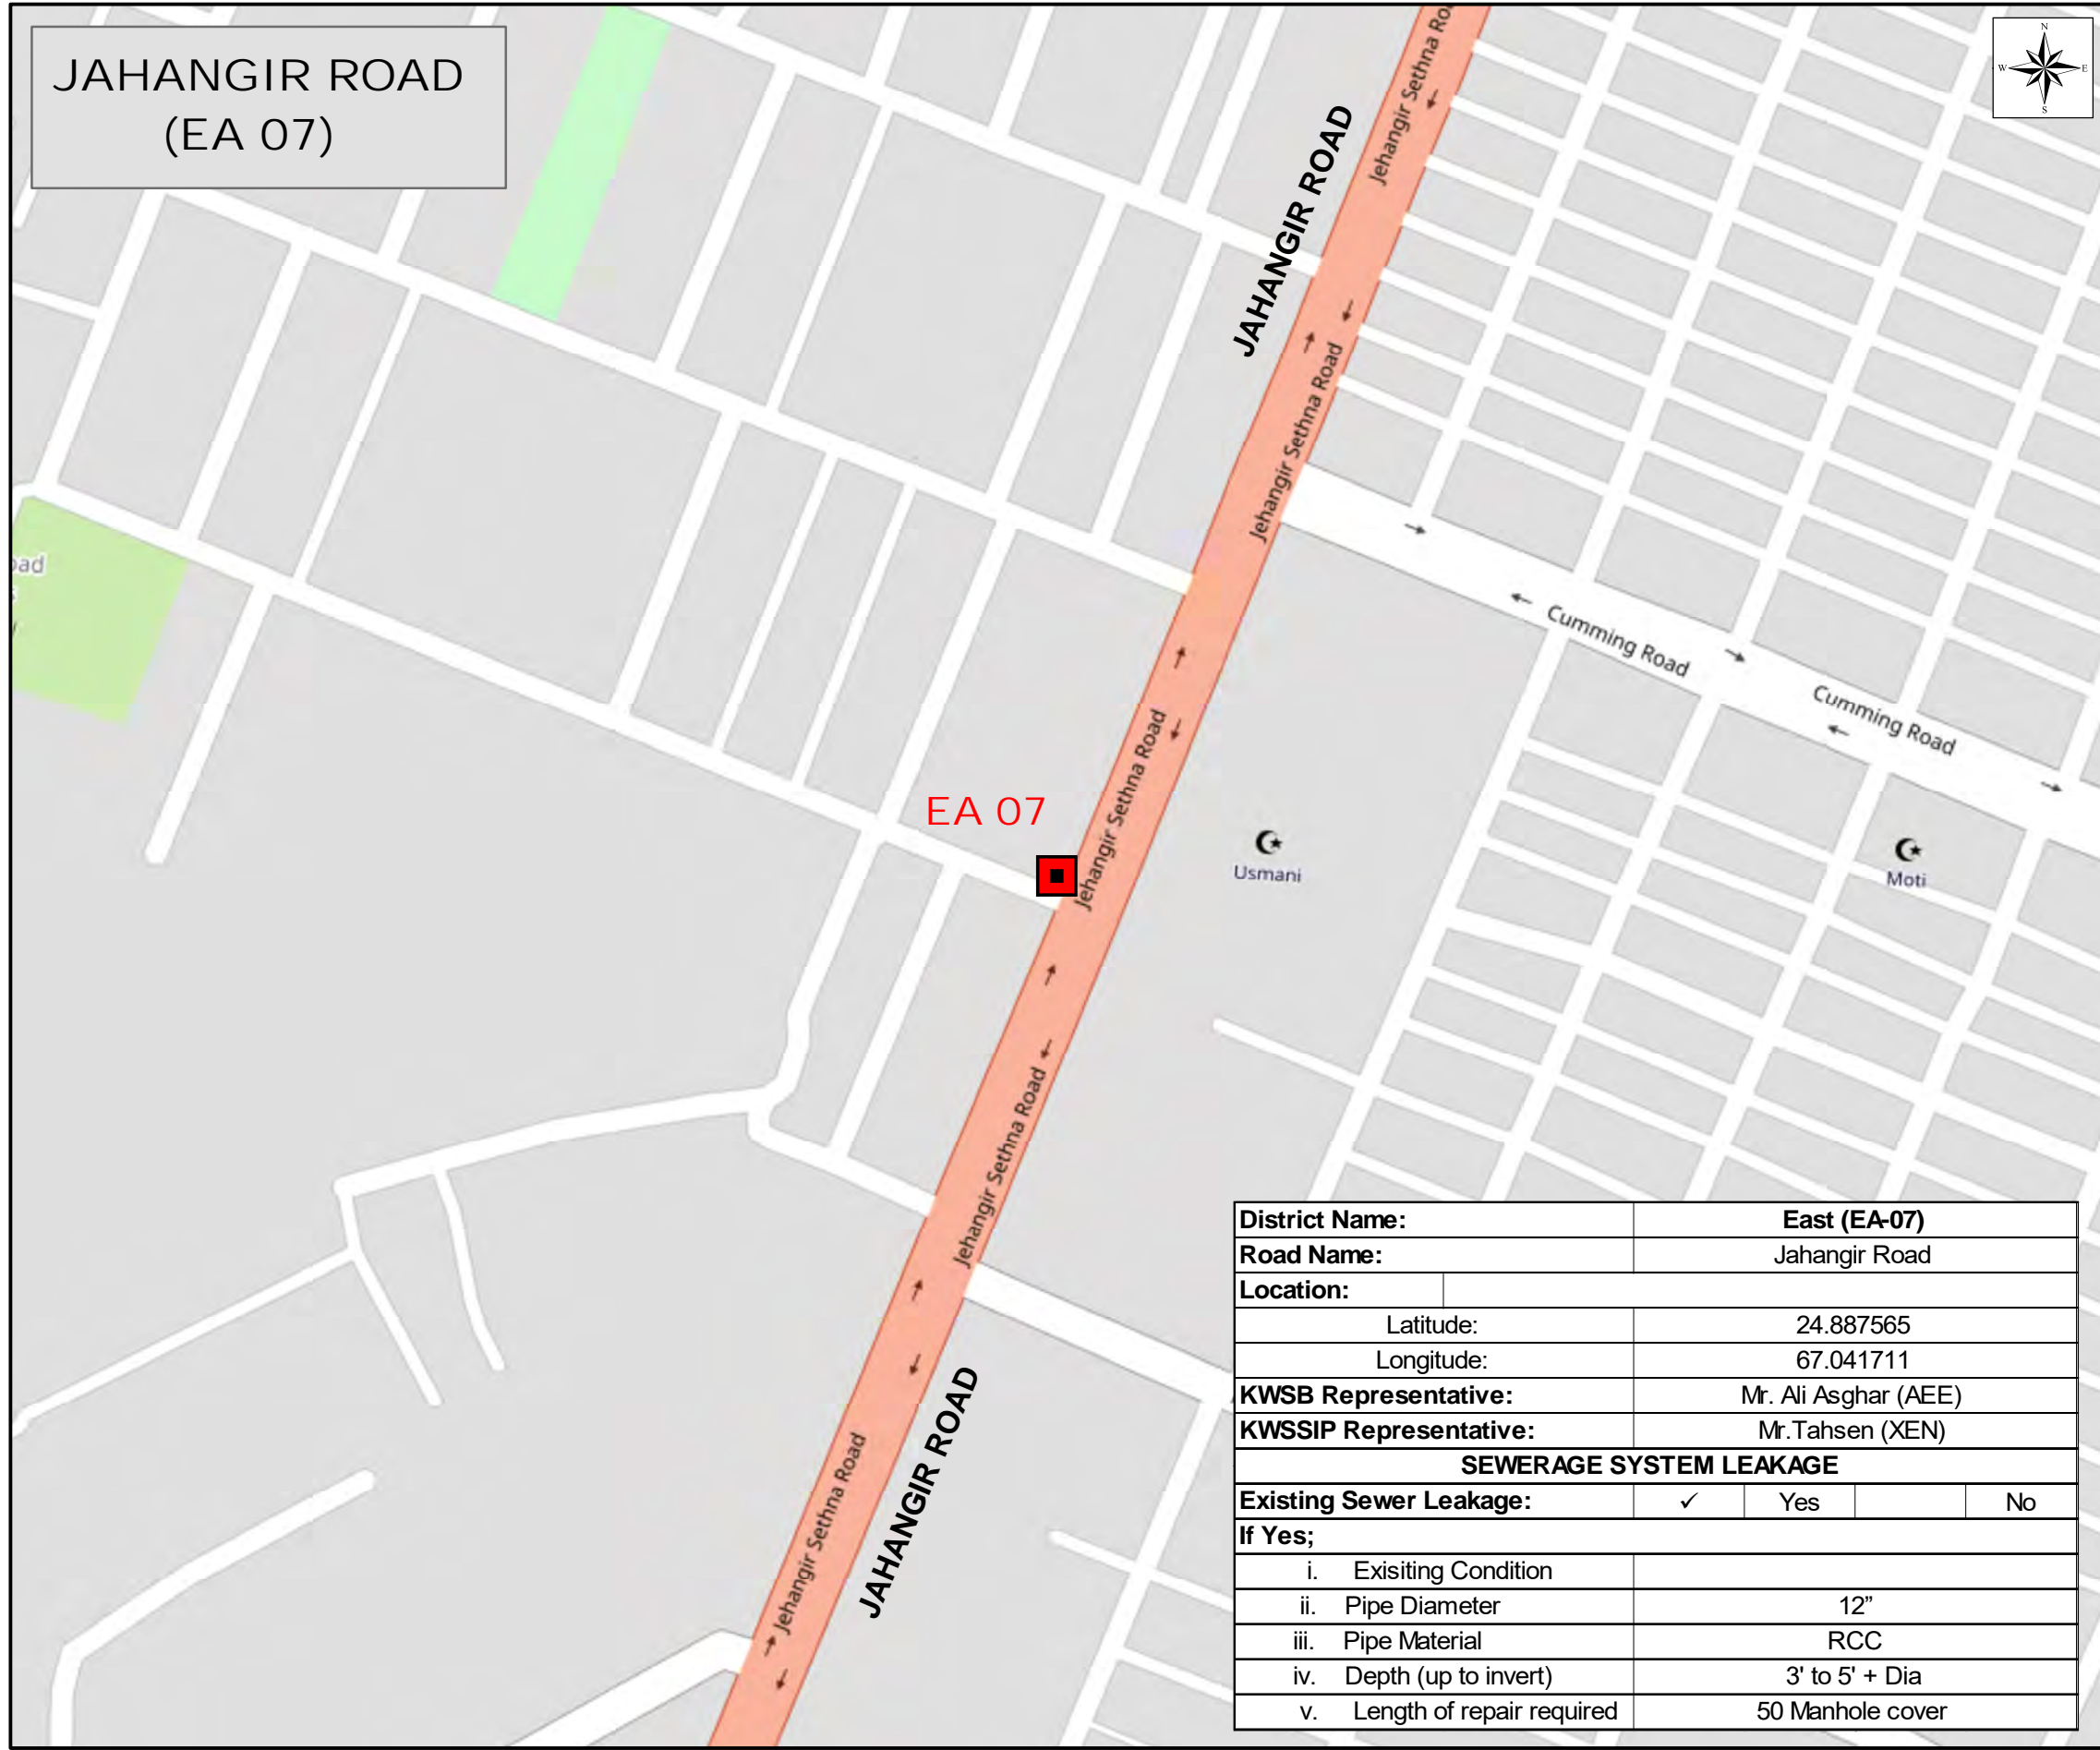 JAHANGIR ROAD
(EA 07)
N
W
E
S
Jehangir Sethna Ro
JAHANGIR ROAD
Jehangir Sethna Road
Cumming Road
Cumming Road
Jehangir Sethna Road
EA 07
Usmani
Moti
Jehangir Sethna Road
JAHANGIR ROAD
Jehangir Sethna Road
District Name: East (EA-07)
Road Name: Jahangir Road
Location:
Latitude: 24.887565
Longitude: 67.041711
KWSB Representative: Mr. Ali Asghar (AEE)
KWSSIP Representative: Mr.Tahsen (XEN)
SEWERAGE SYSTEM LEAKAGE
Existing Sewer Leakage: ✓ Yes No
If Yes;
i. Exisiting Condition
ii. Pipe Diameter 12”
iii. Pipe Material RCC
iv. Depth (up to invert) 3' to 5' + Dia
v. Length of repair required 50 Manhole cover